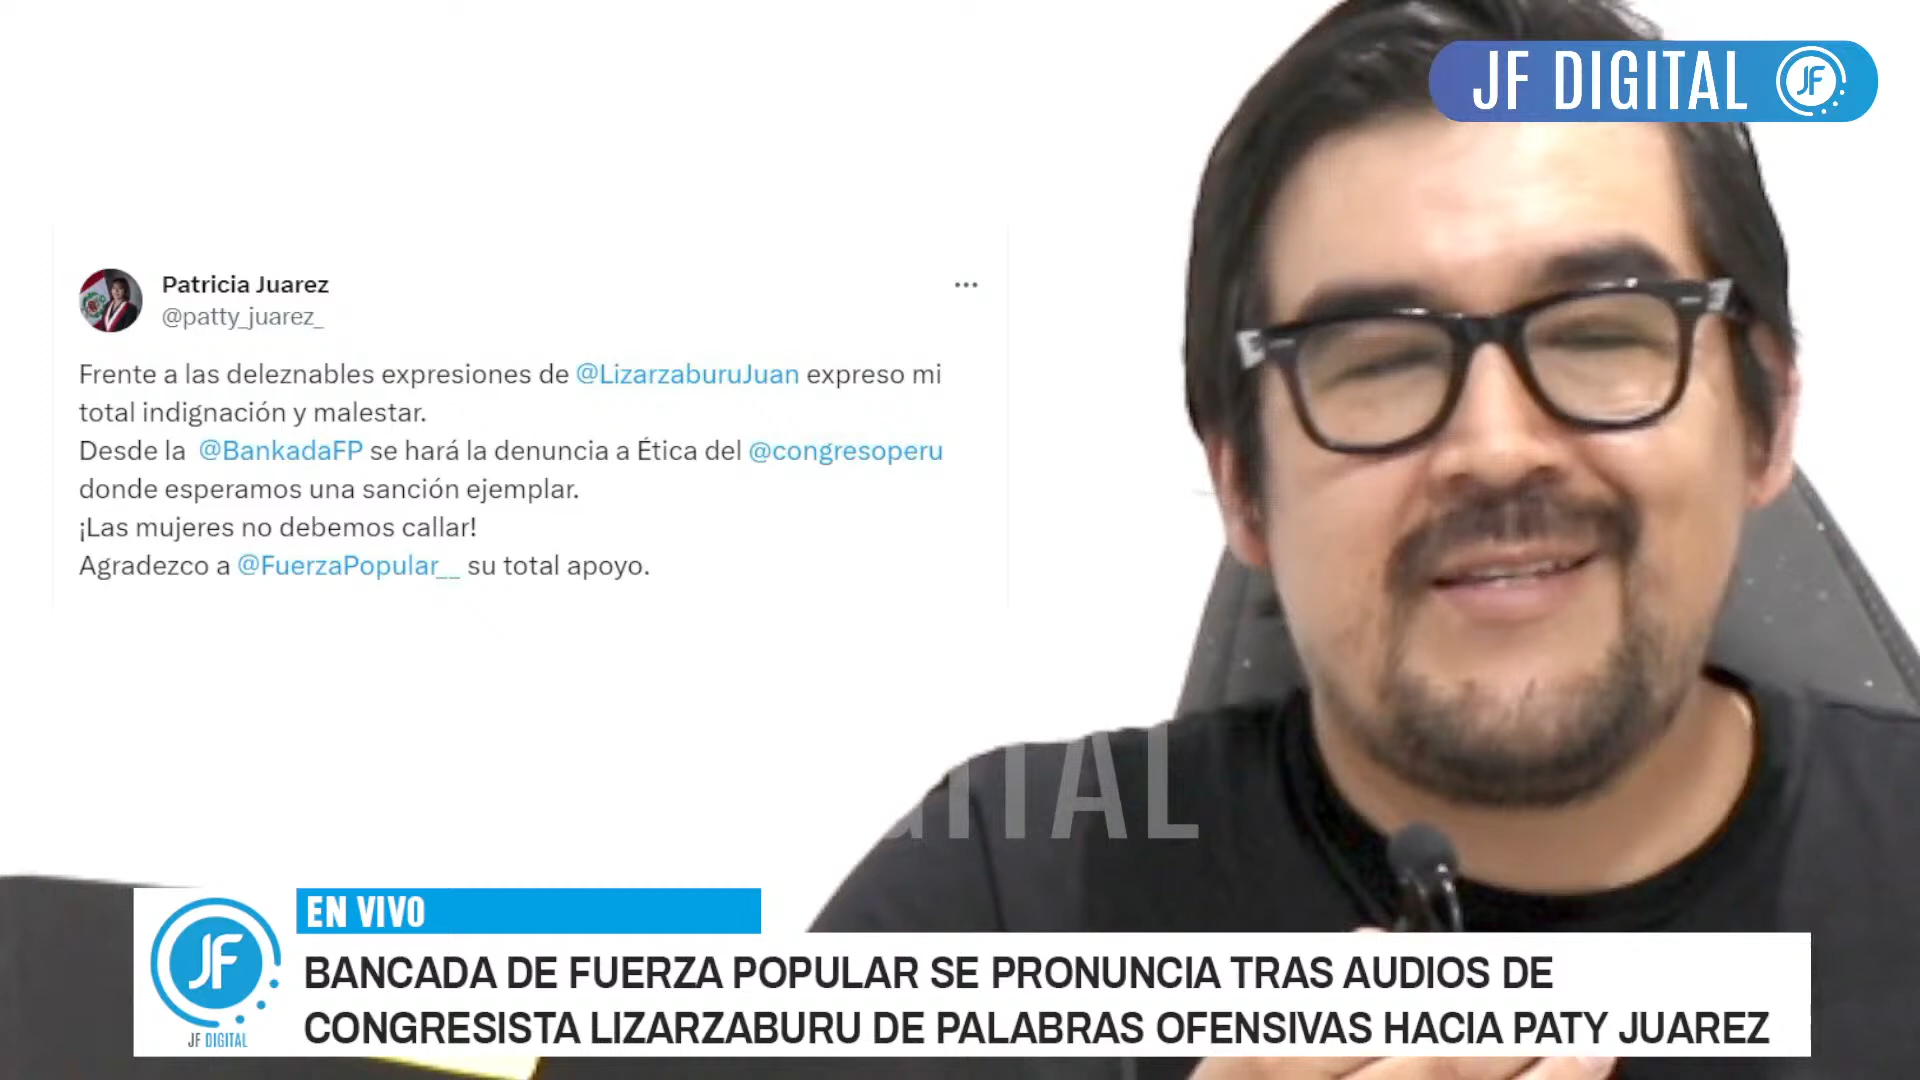 JF DIGITAL JF
Patricia Juarez
@patty_juarez_
Frente a las deleznables expresiones de @LizarzaburuJuan expreso mi
total indignación y malestar.
Desde la @BankadaFP se hará la denuncia a Ética del @congresoperu
donde esperamos una sanción ejemplar.
¡Las mujeres no debemos callar!
Agradezco a @FuerzaPopular__ su total apoyo.
GITAL
EN VIVO
JF
JF DIGITAL
BANCADA DE FUERZA POPULAR SE PRONUNCIA TRAS AUDIOS DE
CONGRESISTA LIZARZABURU DE PALABRAS OFENSIVAS HACIA PATY JUAREZ